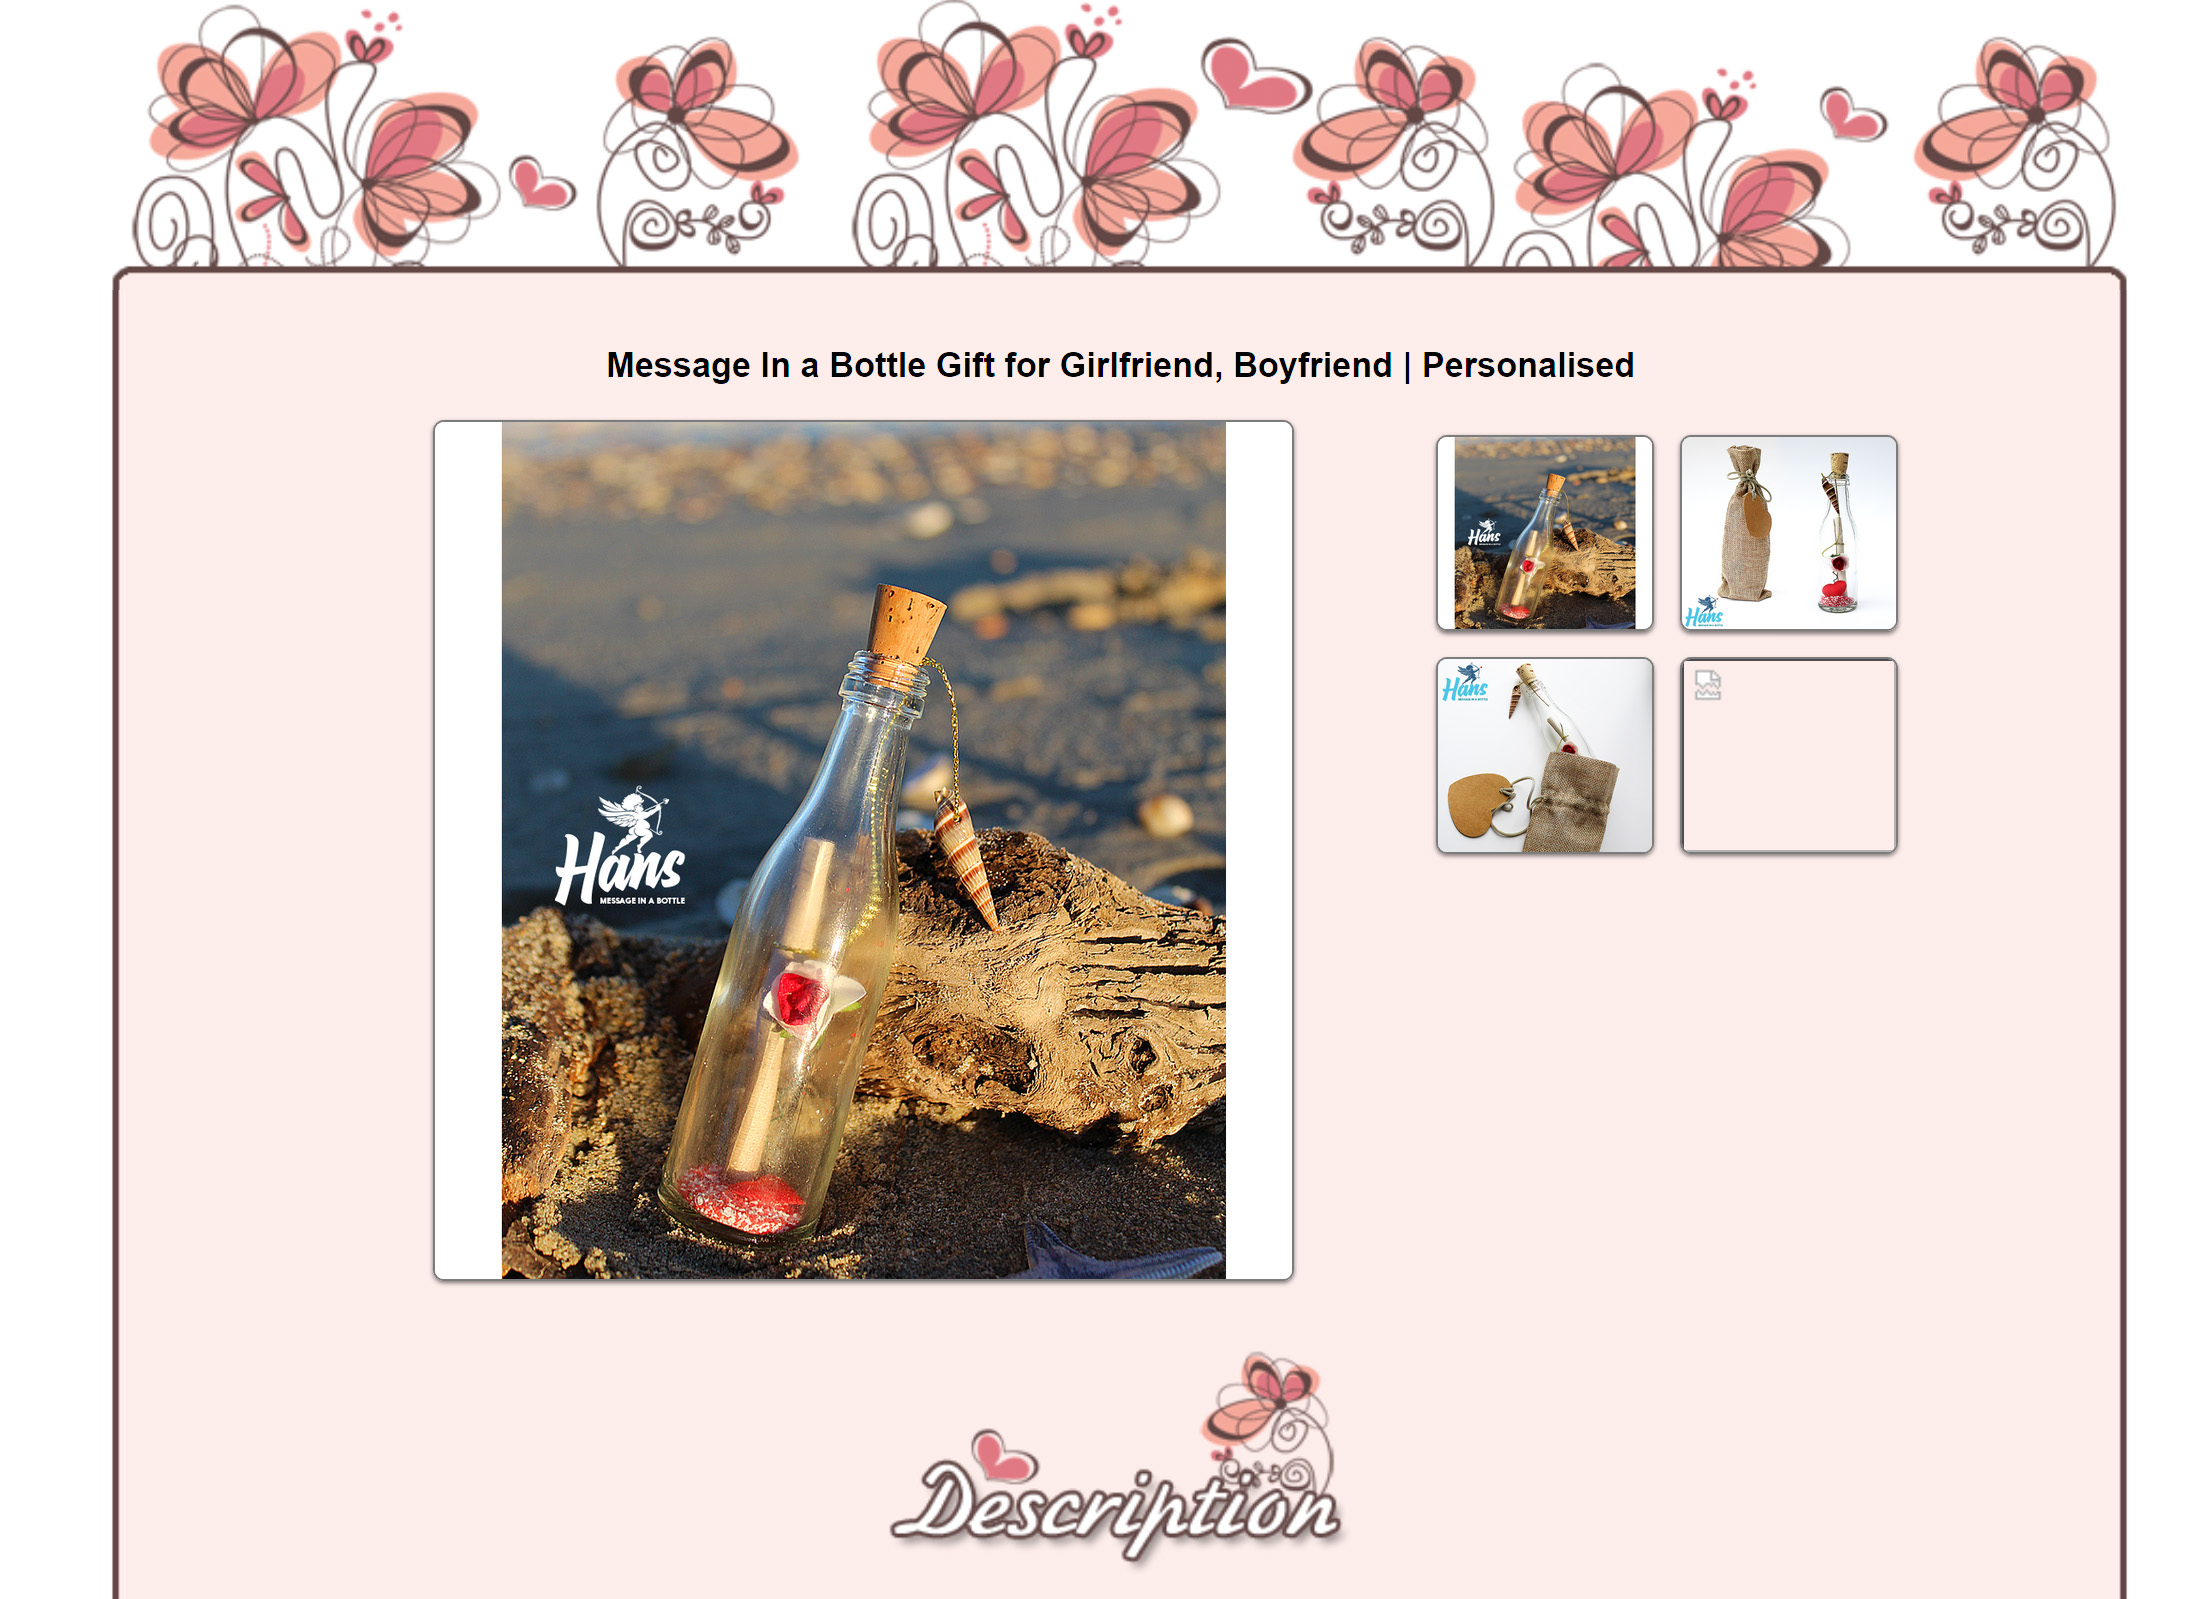 Message In a Bottle Gift for Girlfriend, Boyfriend | Personalised
Hans
MESSAGE IN A BOTTLE
Hans
Hans
Hans
Description